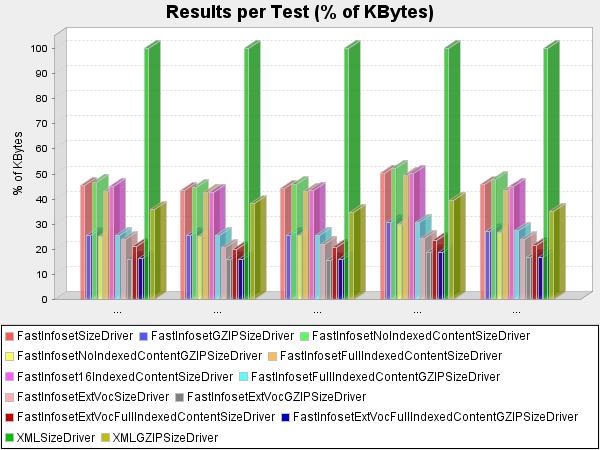 Results per Test (% of KBytes)
100
90
80
70
60
50
40
30
20
10
0
% of KBytes
... ... ... ... ...
FastInfosetSizeDriver FastInfosetGZIPSizeDriver FastInfosetNoIndexedContentSizeDriver
FastInfosetNoIndexedContentGZIPSizeDriver FastInfosetFullIndexedContentSizeDriver
FastInfoset16IndexedContentSizeDriver FastInfosetFullIndexedContentGZIPSizeDriver
FastInfosetExtVocSizeDriver FastInfosetExtVocGZIPSizeDriver
FastInfosetExtVocFullIndexedContentSizeDriver FastInfosetExtVocFullIndexedContentGZIPSizeDriver
XMLSizeDriver XMLGZIPSizeDriver